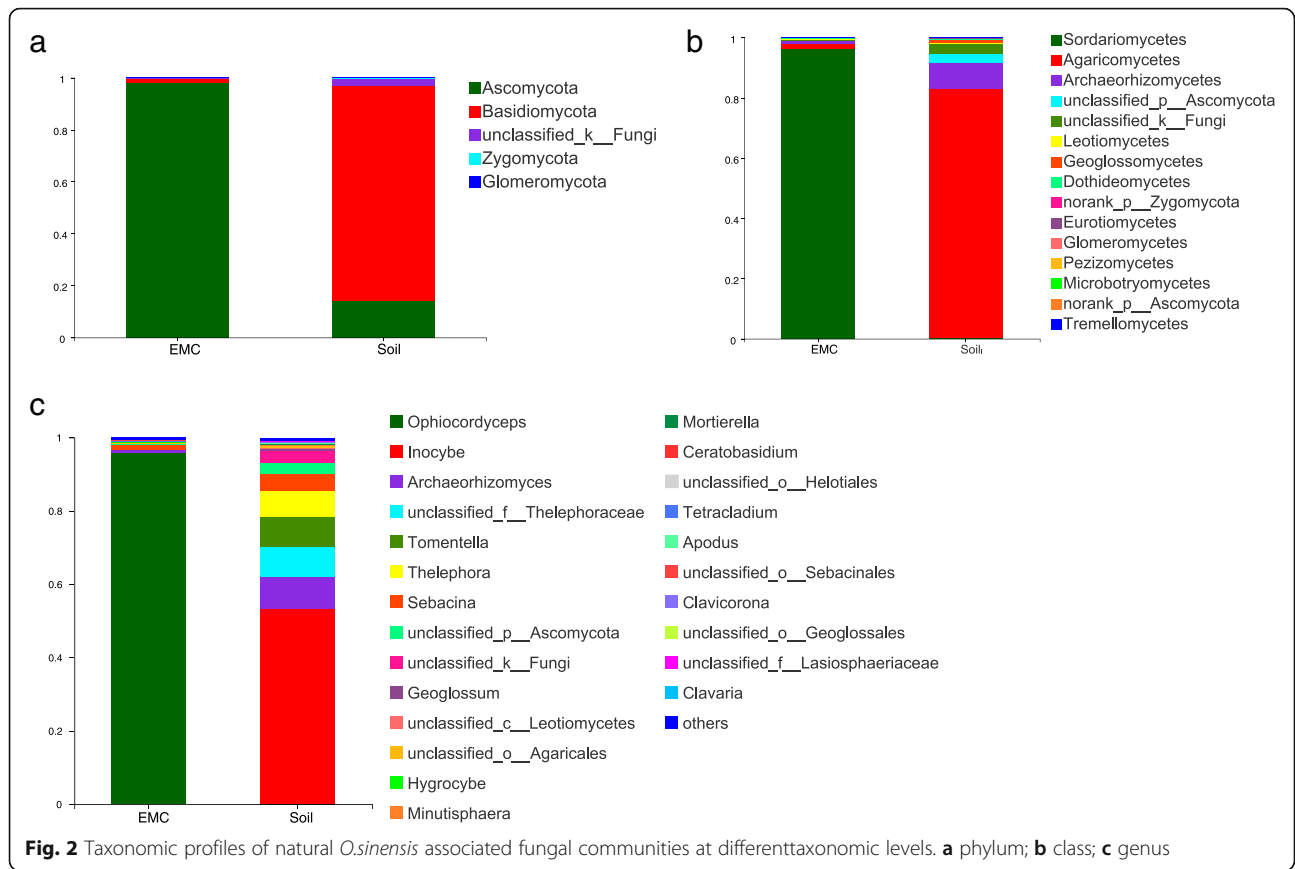 a
1
0.8
0.6
0.4
0.2
0
EMC
Soil
Ascomycota
Basidiomycota
unclassified_k__Fungi
Zygomycota
Glomeromycota
b
1
0.8
0.6
0.4
0.2
0
EMC
Soil
Sordariomycetes
Agaricomycetes
Archaeorhizomycetes
unclassified_p__Ascomycota
unclassified_k__Fungi
Leotiomycetes
Geoglossomycetes
Dothideomycetes
norank_p__Zygomycota
Eurotiomycetes
Glomeromycetes
Pezizomycetes
Microbotryomycetes
norank_p__Ascomycota
Tremellomycetes
c
1
0.8
0.6
0.4
0.2
0
EMC
Soil
Ophiocordyceps
Inocybe
Archaeorhizomyces
unclassified_f__Thelephoraceae
Tomentella
Thelephora
Sebacina
unclassified_p__Ascomycota
unclassified_k__Fungi
Geoglossum
unclassified_c__Leotiomycetes
unclassified_o__Agaricales
Hygrocybe
Minutisphaera
Mortierella
Ceratobasidium
unclassified_o__Helotiales
Tetracladium
Apodus
unclassified_o__Sebacinales
Clavicorona
unclassified_o__Geoglossales
unclassified_f__Lasiosphaeriaceae
Clavaria
others
Fig. 2 Taxonomic profiles of natural O.sinensis associated fungal communities at differenttaxonomic levels. a phylum; b class; c genus